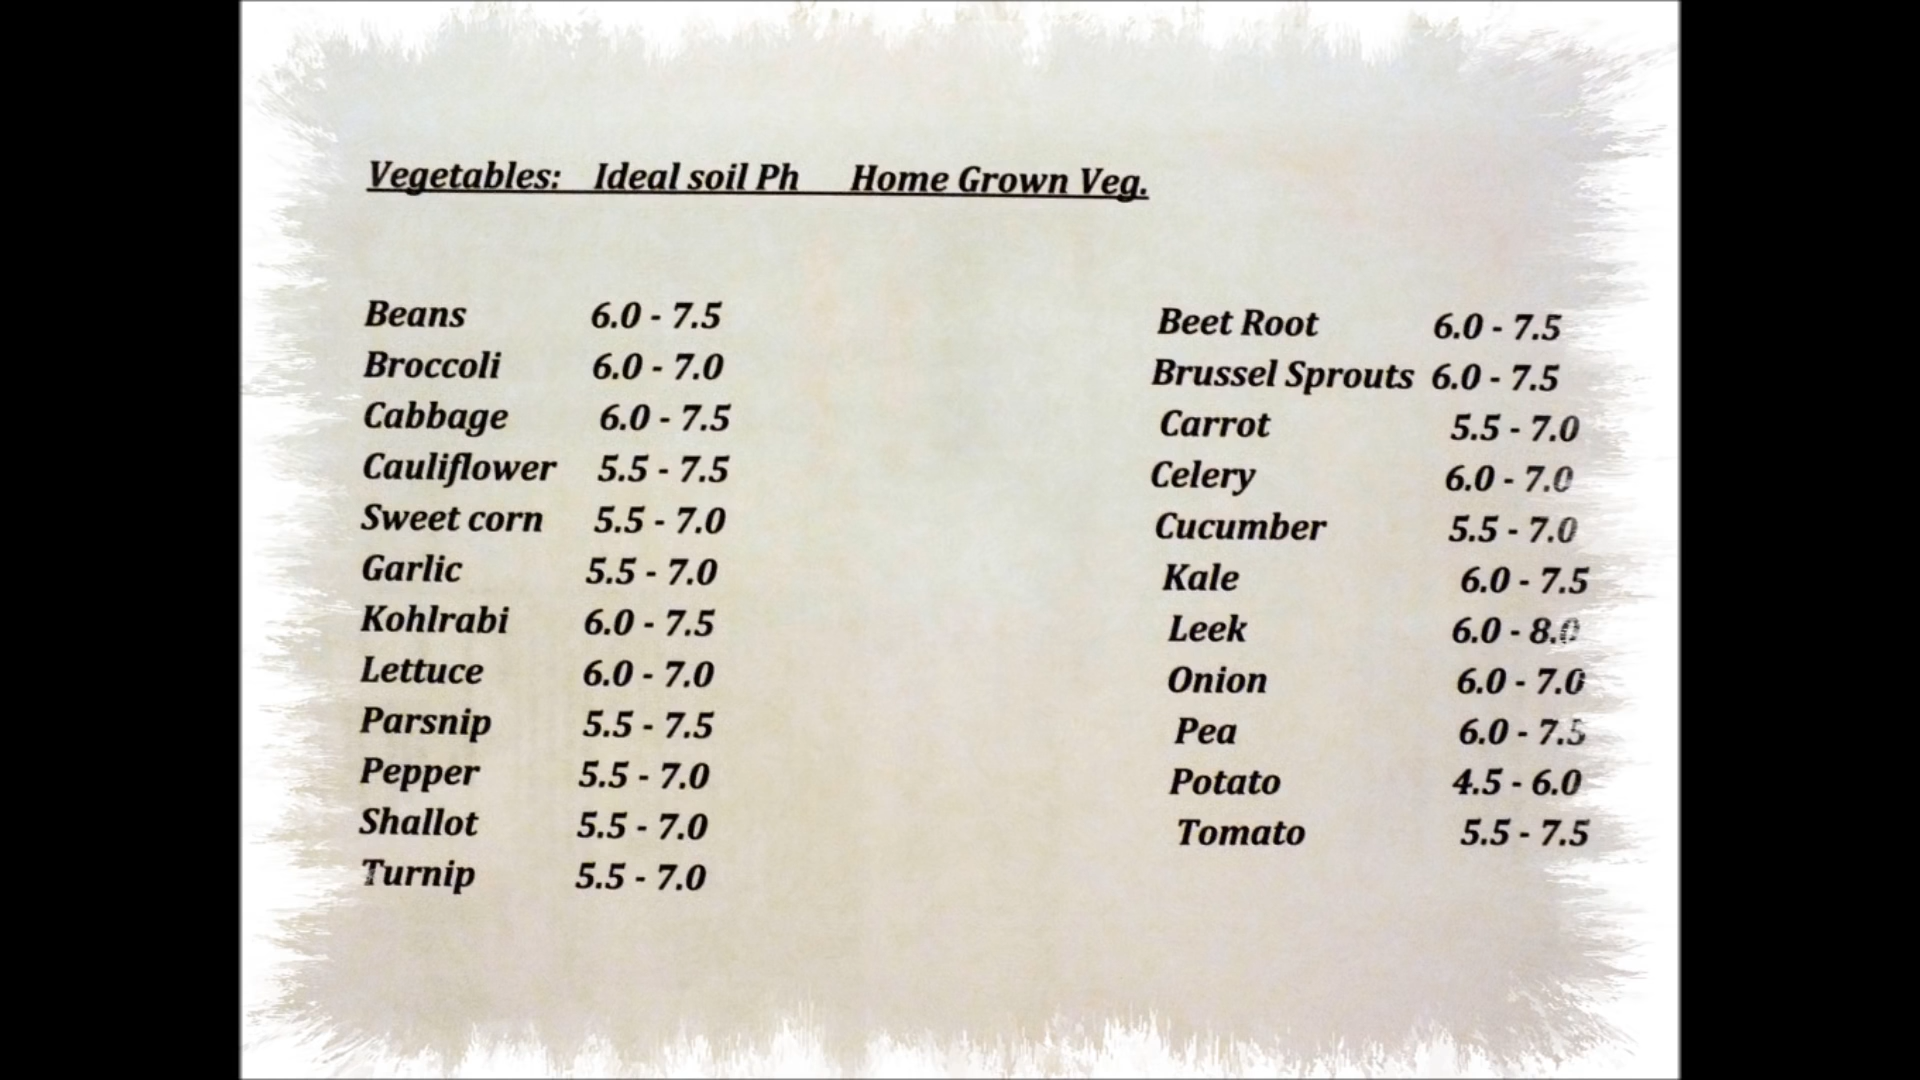 Vegetables: Ideal soil Ph Home Grown Veg.
Beans 6.0 - 7.5
Broccoli 6.0 - 7.0
Cabbage 6.0 - 7.5
Cauliflower 5.5 - 7.5
Sweet corn 5.5 - 7.0
Garlic 5.5 - 7.0
Kohlrabi 6.0 - 7.5
Lettuce 6.0 - 7.0
Parsnip 5.5 - 7.5
Pepper 5.5 - 7.0
Shallot 5.5 - 7.0
Turnip 5.5 - 7.0
Beet Root 6.0 - 7.5
Brussel Sprouts 6.0 - 7.5
Carrot 5.5 - 7.0
Celery 6.0 - 7.0
Cucumber 5.5 - 7.0
Kale 6.0 - 7.5
Leek 6.0 - 8.0
Onion 6.0 - 7.0
Pea 6.0 - 7.5
Potato 4.5 - 6.0
Tomato 5.5 - 7.5